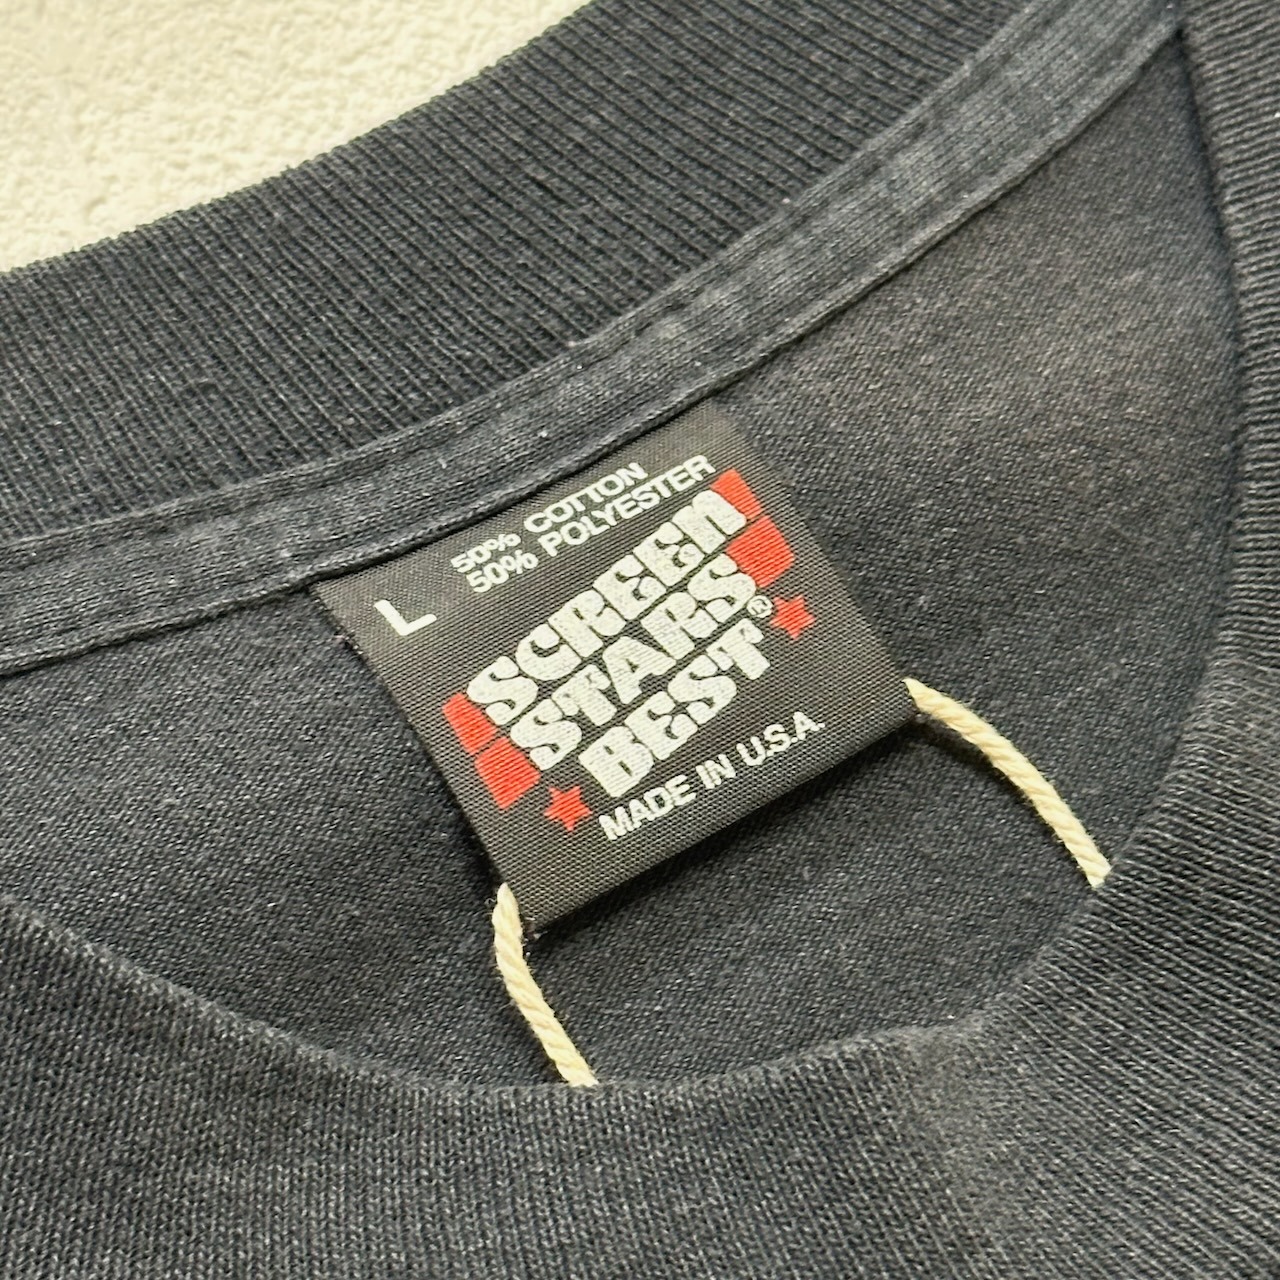 50% COTTON
50% POLYESTER
L
SCREEN
STARS®
BEST
MADE IN U.S.A.